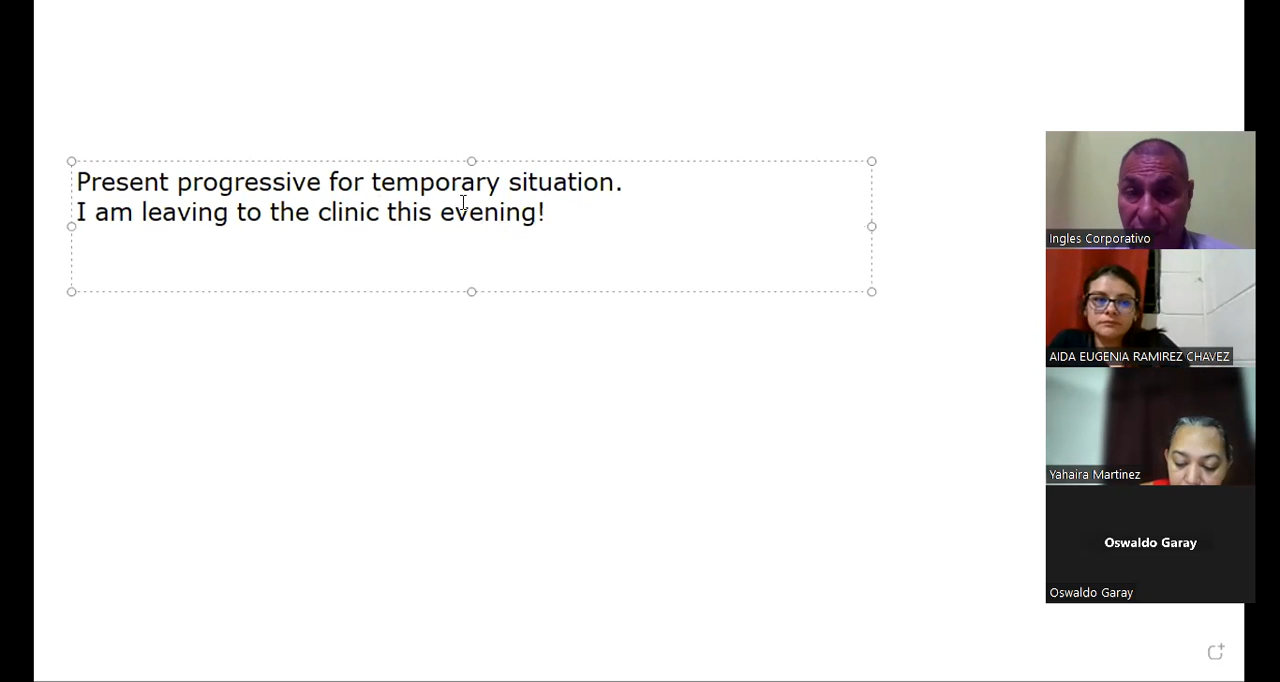 Present progressive for temporary situation.
I am leaving to the clinic this evening!
Ingles Corporativo
AIDA EUGENIA RAMIREZ CHAVEZ
Yahaira Martinez
Oswaldo Garay
Oswaldo Garay